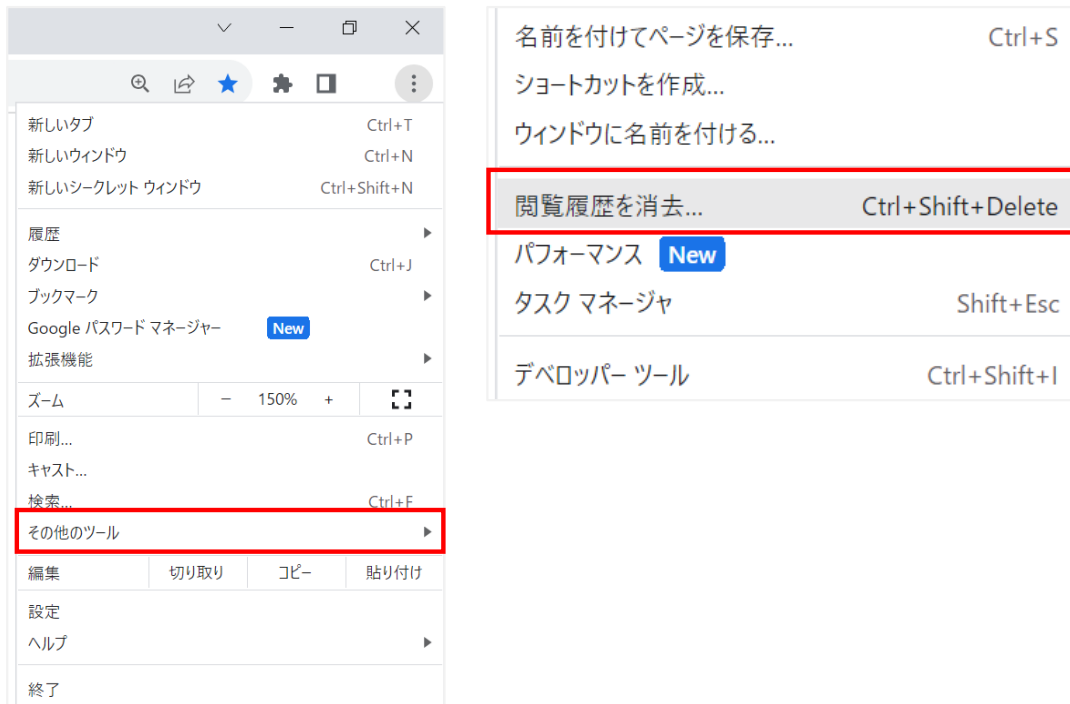 新しいタブ Ctrl+T
新しいウィンドウ Ctrl+N
新しいシークレット ウィンドウ Ctrl+Shift+N
履歴
ダウンロード Ctrl+J
ブックマーク
Google パスワード マネージャー New
拡張機能
ズーム − 150% +
印刷... Ctrl+P
キャスト...
検索... Ctrl+F
その他のツール
編集 切り取り コピー 貼り付け
設定
ヘルプ
終了
名前を付けてページを保存... Ctrl+S
ショートカットを作成...
ウィンドウに名前を付ける...
閲覧履歴を消去... Ctrl+Shift+Delete
パフォーマンス New
タスク マネージャ Shift+Esc
デベロッパー ツール Ctrl+Shift+I